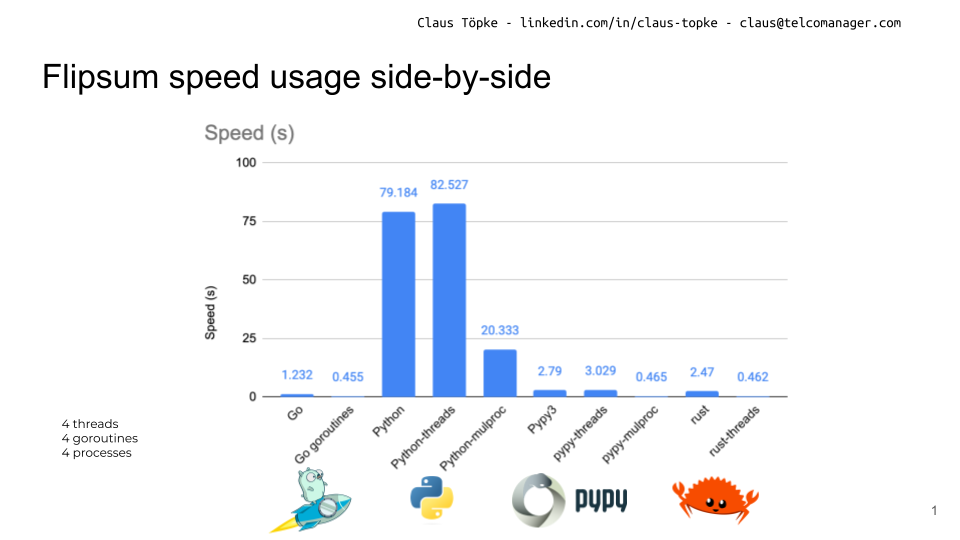 Claus Töpke - linkedin.com/in/claus-topke - claus@telcomanager.com
Flipsum speed usage side-by-side
Speed (s)
Speed (s)
100
75
50
25
0
1.232
0.455
79.184
82.527
20.333
2.79
3.029
0.465
2.47
0.462
Go
Go goroutines
Python
Python-threads
Python-mulproc
Pypy3
pypy-threads
pypy-mulproc
rust
rust-threads
4 threads
4 goroutines
4 processes
pypy
1